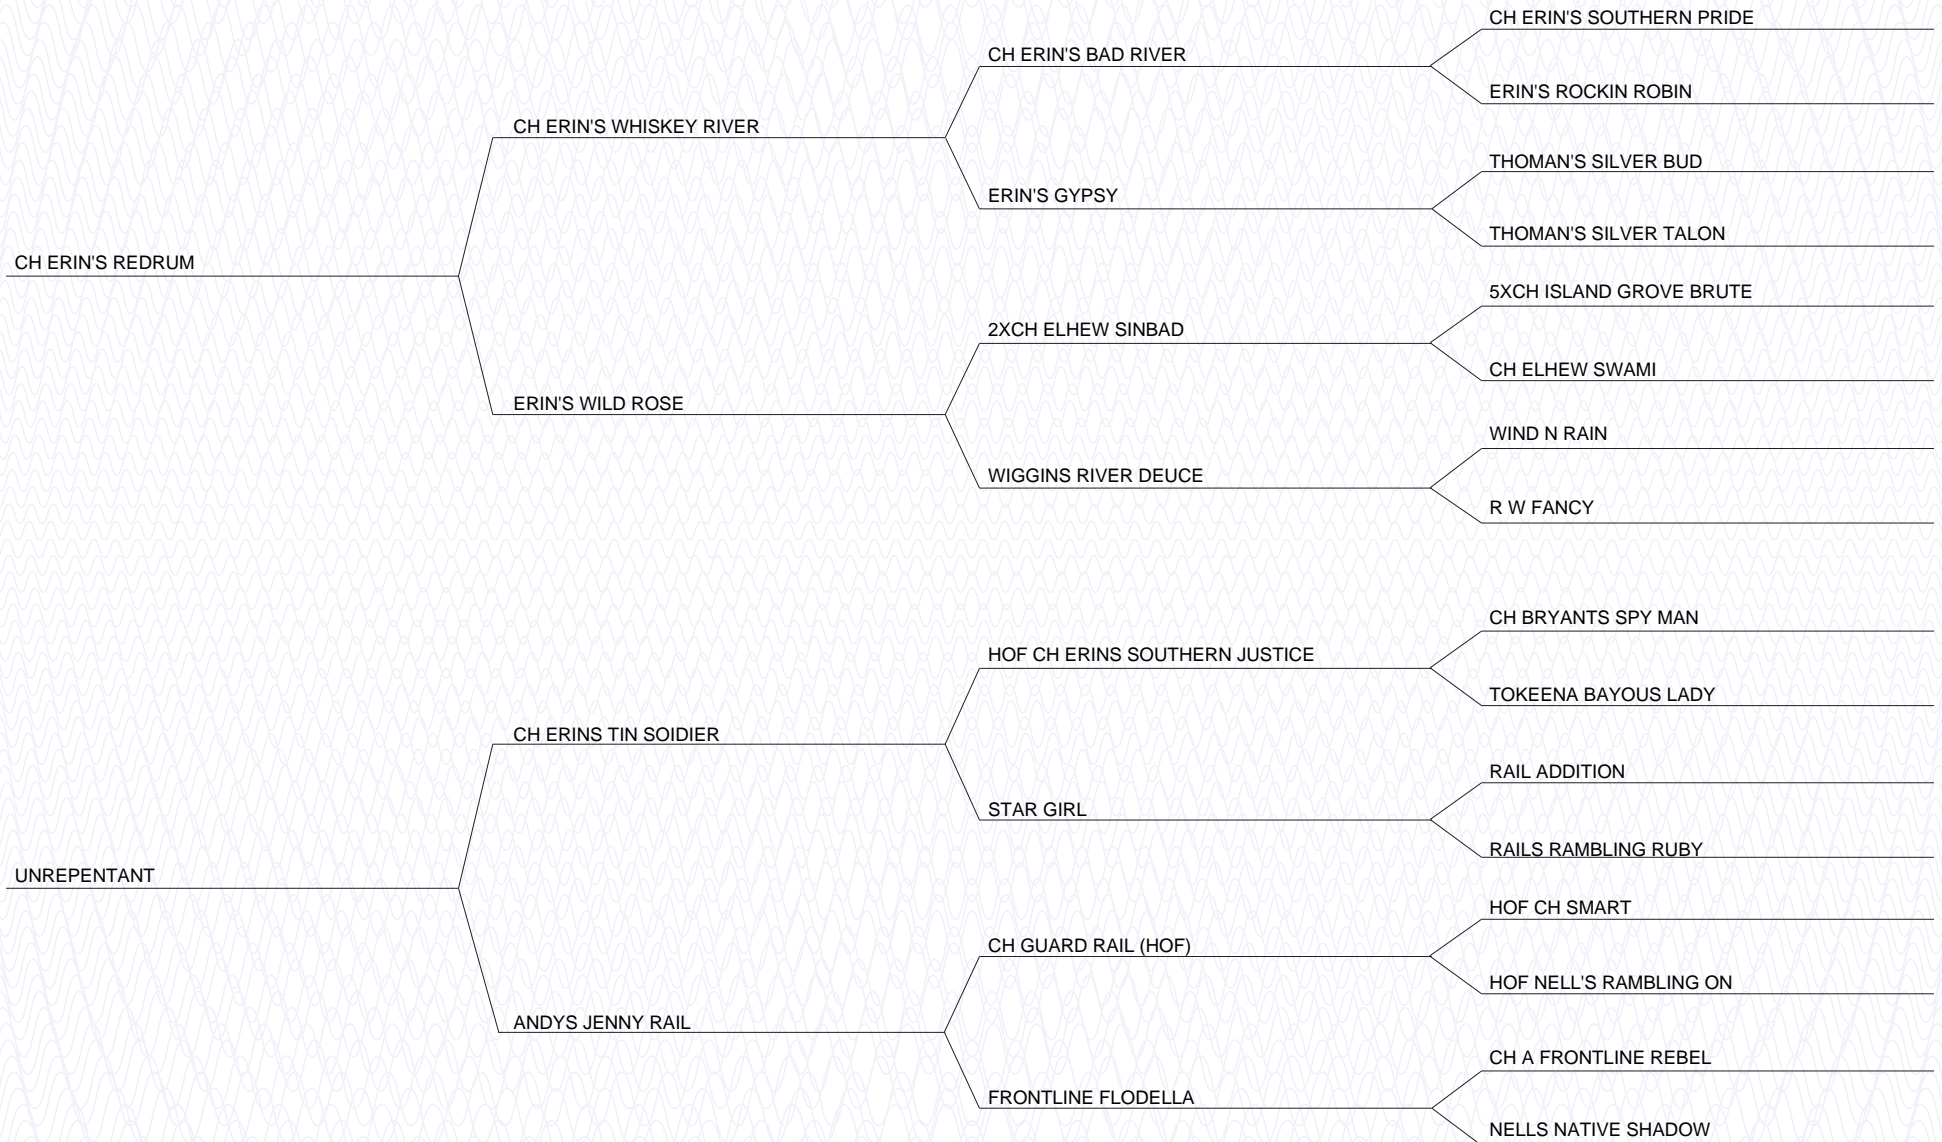 CH ERIN'S SOUTHERN PRIDE
CH ERIN'S BAD RIVER
ERIN'S ROCKIN ROBIN
CH ERIN'S WHISKEY RIVER
THOMAN'S SILVER BUD
ERIN'S GYPSY
THOMAN'S SILVER TALON
CH ERIN'S REDRUM
5XCH ISLAND GROVE BRUTE
2XCH ELHEW SINBAD
CH ELHEW SWAMI
ERIN'S WILD ROSE
WIND N RAIN
WIGGINS RIVER DEUCE
R W FANCY
CH BRYANTS SPY MAN
HOF CH ERINS SOUTHERN JUSTICE
TOKEENA BAYOUS LADY
CH ERINS TIN SOIDIER
RAIL ADDITION
STAR GIRL
RAILS RAMBLING RUBY
UNREPENTANT
HOF CH SMART
CH GUARD RAIL (HOF)
HOF NELL'S RAMBLING ON
ANDYS JENNY RAIL
CH A FRONTLINE REBEL
FRONTLINE FLODELLA
NELLS NATIVE SHADOW